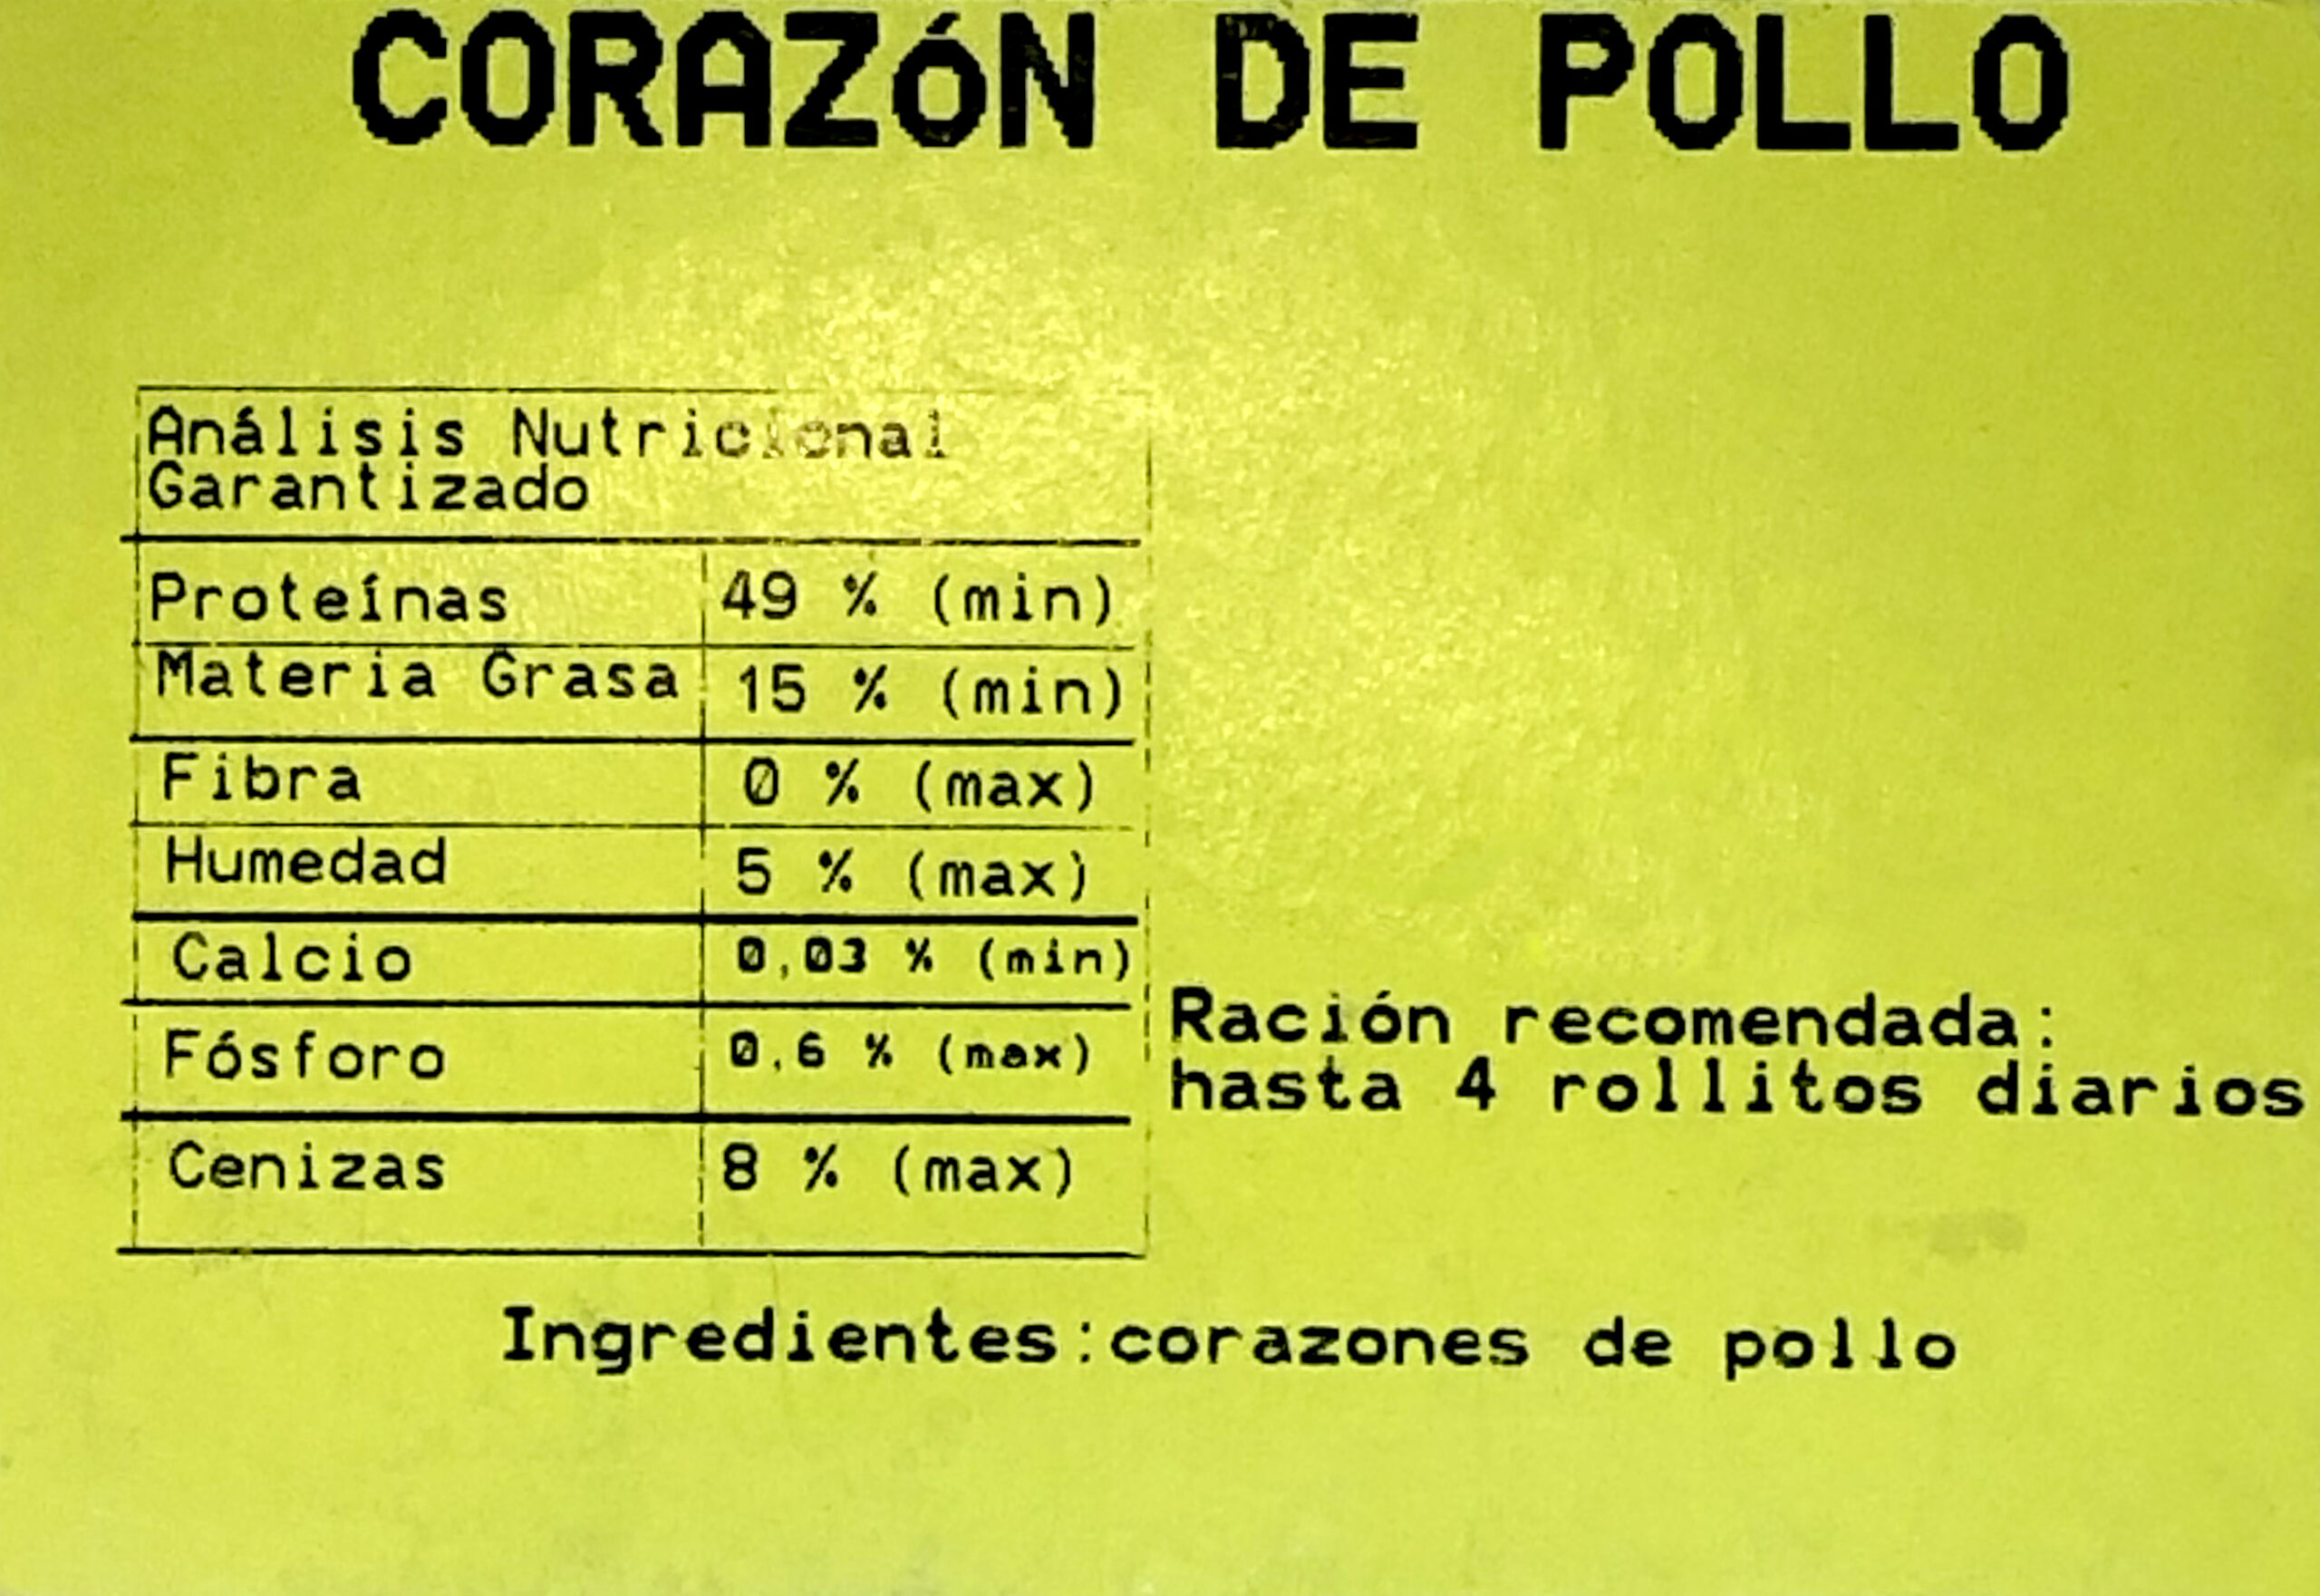 CORAZóN DE POLLO
Análisis Nutricional
Garantizado
Proteínas 49 % (min)
Materia Grasa 15 % (min)
Fibra 0 % (max)
Humedad 5 % (max)
Calcio 0,03 % (min)
Fósforo 0,6 % (max)
Cenizas 8 % (max)
Ración recomendada:
hasta 4 rollitos diarios
Ingredientes:corazones de pollo